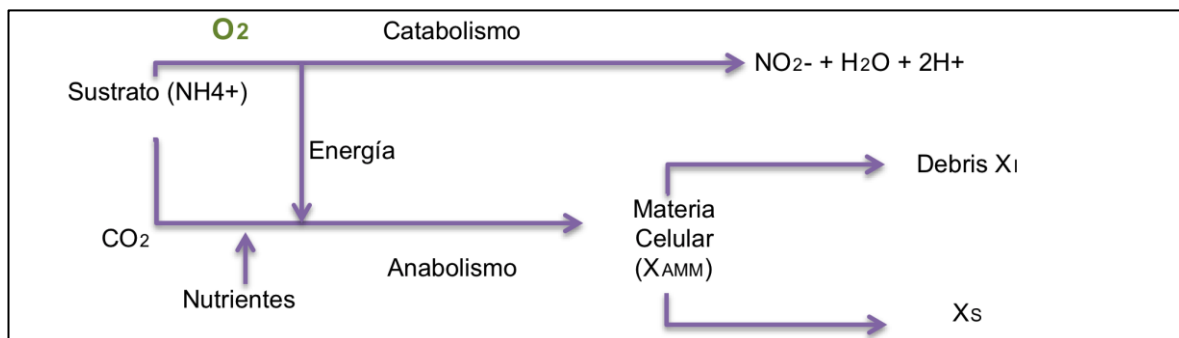 O2
Catabolismo
NO2- + H2O + 2H+
Sustrato (NH4+)
Energía
Debris XI
CO2
Materia
Celular
(XAMM)
Anabolismo
Nutrientes
XS